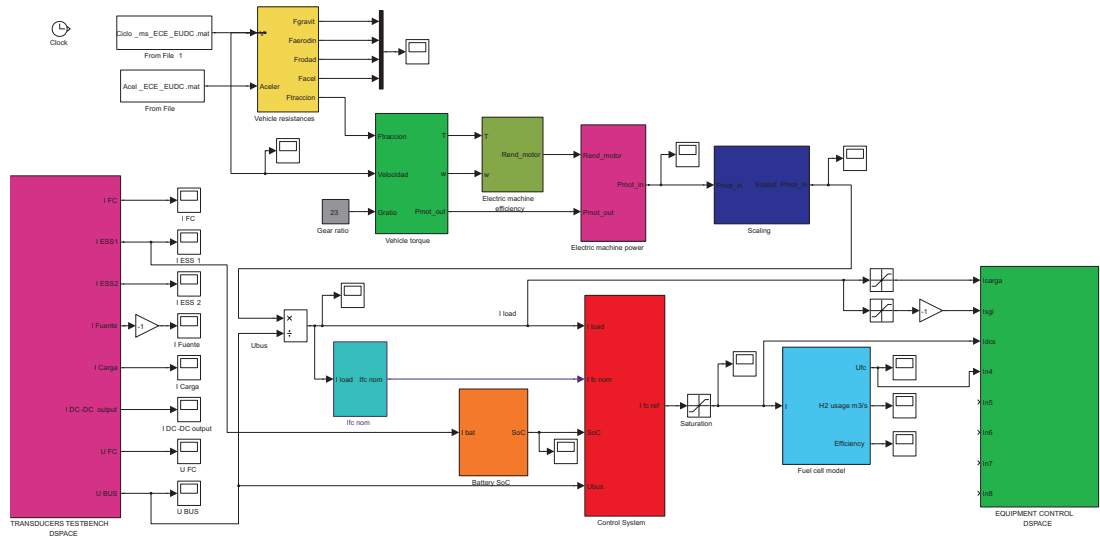 Clock
Ciclo _ms_ECE _EUDC .mat
From File 1
Acel _ECE _EUDC .mat
From File
Aceler
Fgravit
Faerodin
Frodad
Facel
Ftraccion
Vehicle resistances
Ftraccion
Velocidad
Gratio
T
w
Pmot_out
Vehicle torque
23
Gear ratio
T
w
Rend_motor
Electric machine
efficiency
Rend_motor
Pmot_out
Pmot_in
Electric machine power
Pmot_in
Scaled Pmot_in
Scaling
I FC
I ESS1
I ESS2
I Fuente
I Carga
I DC-DC output
U FC
U BUS
TRANSDUCERS TESTBENCH
DSPACE
I FC
I ESS 1
I ESS 2
-1
I Fuente
I Carga
I DC -DC output
U FC
U BUS
×
÷
Ubus
I load
I load
Ifc nom
Ifc nom
I bat
SoC
Battery SoC
I load
I fc nom
SoC
Ubus
I fc ref
Control System
Saturation
I
Ufc
H2 usage m3/s
Efficiency
Fuel cell model
-1
Icarga
Isgi
Idcs
In4
In5
In6
In7
In8
EQUIPMENT CONTROL
DSPACE